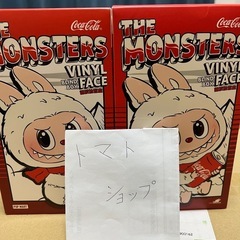 Coca-Cola
THE
MONSTERS
VINYL
FACE
Coca-Cola
THE
MONSTERS
VINYL
FACE
トマト
ショップ